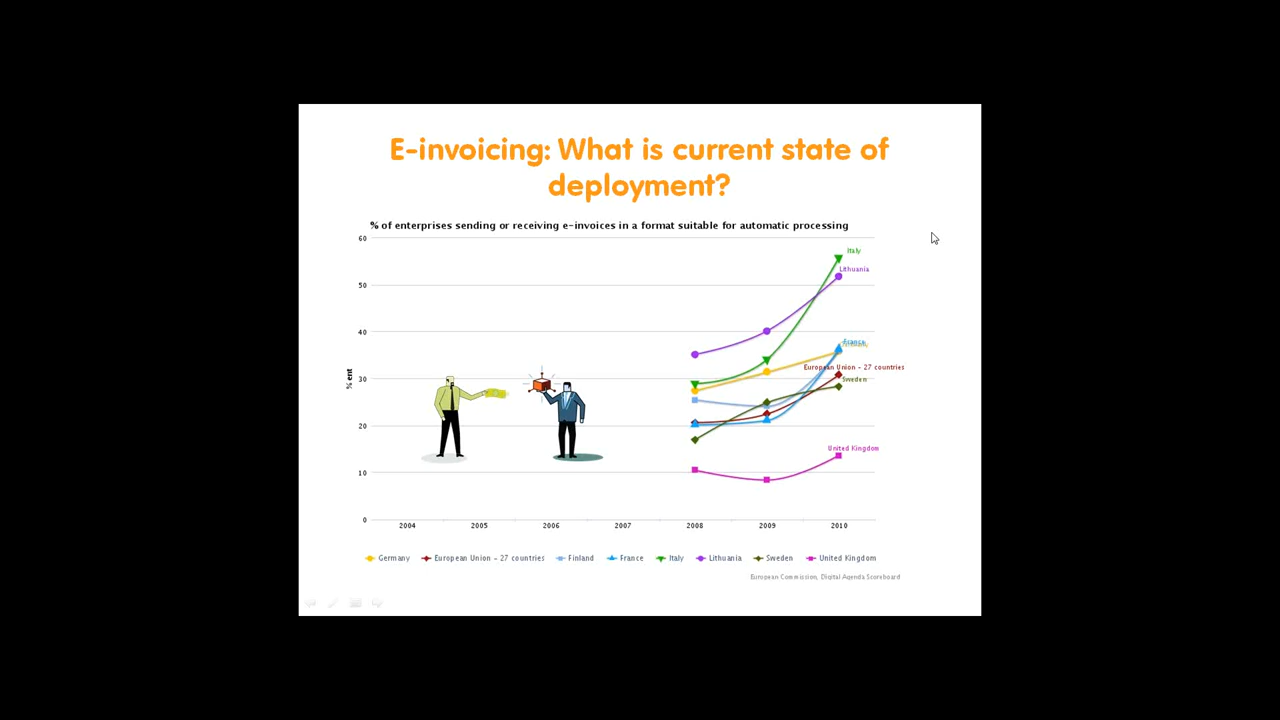 E-invoicing: What is current state of
deployment?
% of enterprises sending or receiving e-invoices in a format suitable for automatic processing
60
50
40
30
20
10
0
% ent
Italy
Lithuania
France
European Union - 27 countries
Sweden
United Kingdom
2004 2005 2006 2007 2008 2009 2010
Germany European Union - 27 countries Finland France Italy Lithuania Sweden United Kingdom
European Commission, Digital Agenda Scoreboard